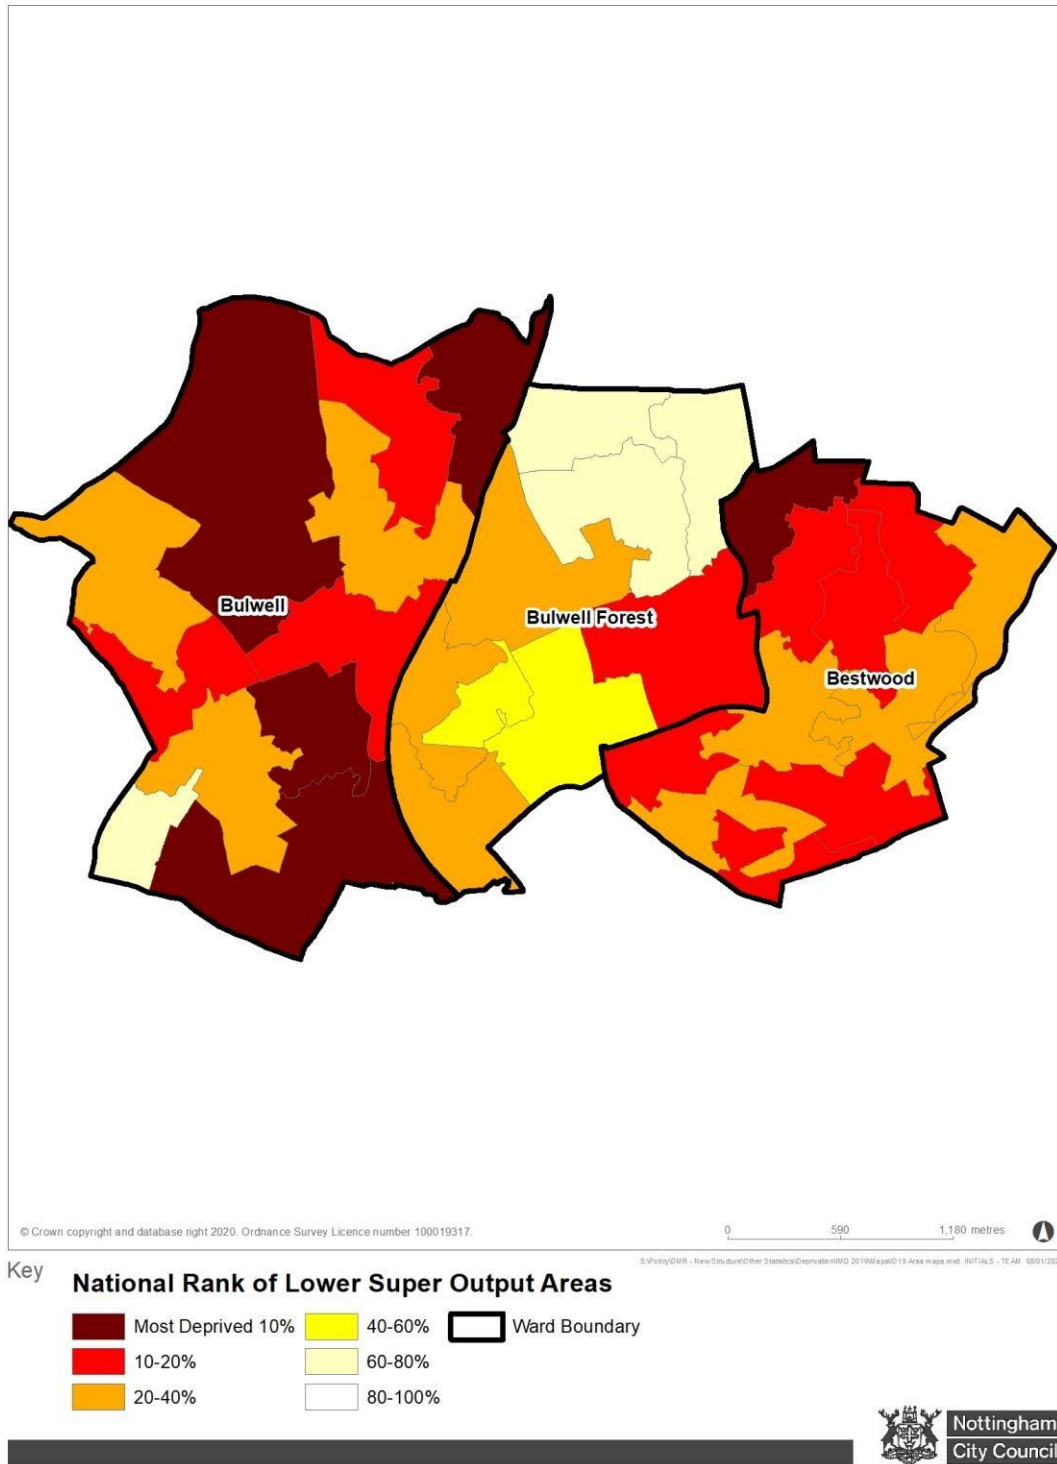 Bulwell
Bulwell Forest
Bestwood
© Crown copyright and database right 2020. Ordnance Survey Licence number 100019317.
0 590 1,180 metres
Key
National Rank of Lower Super Output Areas
Most Deprived 10% 40-60% Ward Boundary
10-20% 60-80%
20-40% 80-100%
Nottingham
City Council